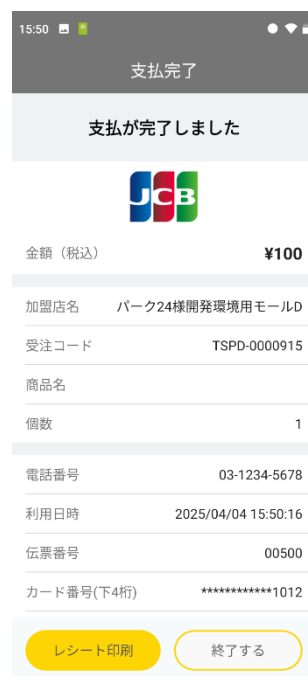 15:50
支払完了
支払が完了しました
JCB
金額（税込） ¥100
加盟店名 パーク24様開発環境用モールD
受注コード TSPD-0000915
商品名
個数 1
電話番号 03-1234-5678
利用日時 2025/04/04 15:50:16
伝票番号 00500
カード番号(下4桁) ************1012
レシート印刷 終了する